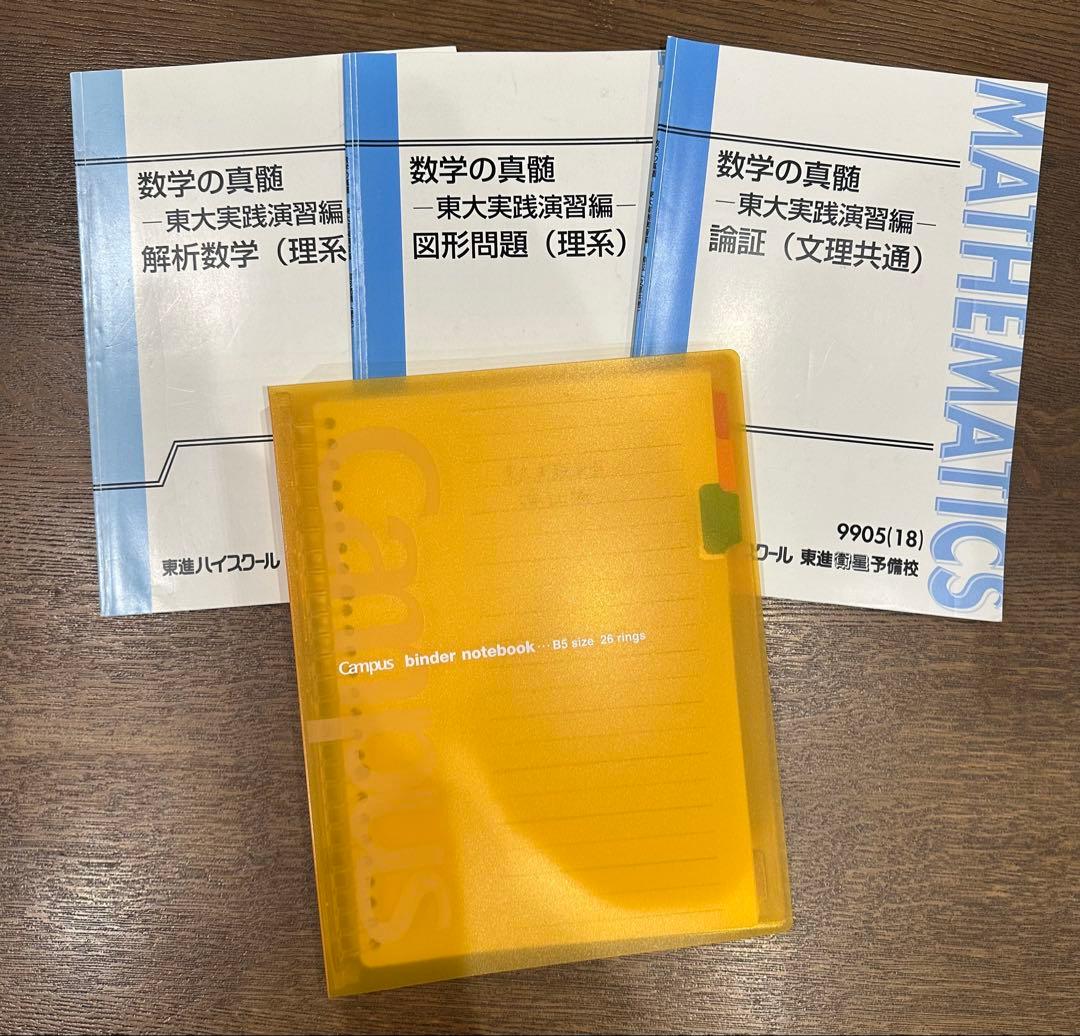 数学の真髄
―東大実践演習編
解析数学(理系
東進ハイスクール
数学の真髄
―東大実践演習編―
図形問題(理系)
数学の真髄
―東大実践演習編―
論証(文理共通)
MATHEMATICS
9905(18)
クール 東進衛星予備校
Campus
Campus binder notebook…B5 size 26 rings